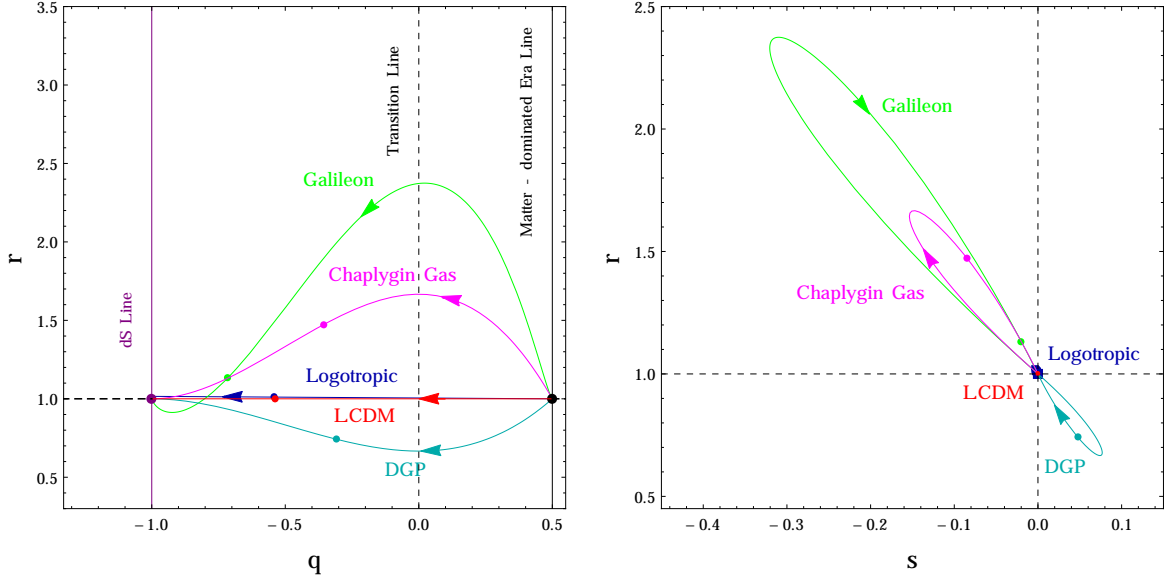 3.5
3.0
2.5
2.0
1.5
1.0
0.5
r
−1.0
−0.5
0.0
0.5
q
dS Line
Transition Line
Matter - dominated Era Line
Galileon
Chaplygin Gas
Logotropic
LCDM
DGP
2.5
2.0
1.5
1.0
0.5
r
−0.4
−0.3
−0.2
−0.1
0.0
0.1
s
Galileon
Chaplygin Gas
Logotropic
LCDM
DGP